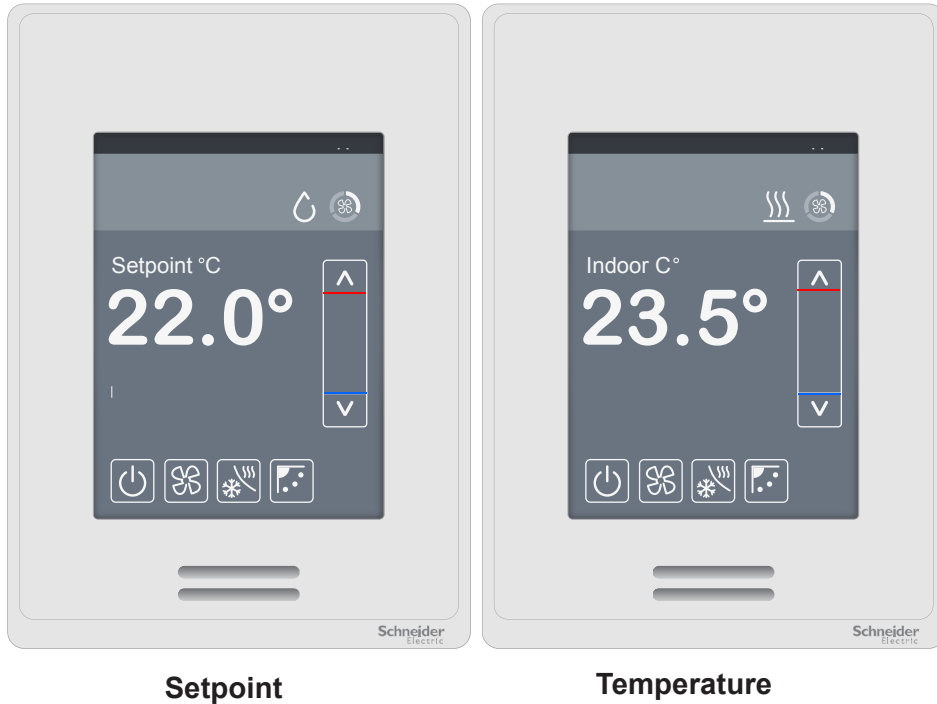 Setpoint °C
22.0°
Schneider
Electric
Setpoint
Indoor C°
23.5°
Schneider
Electric
Temperature